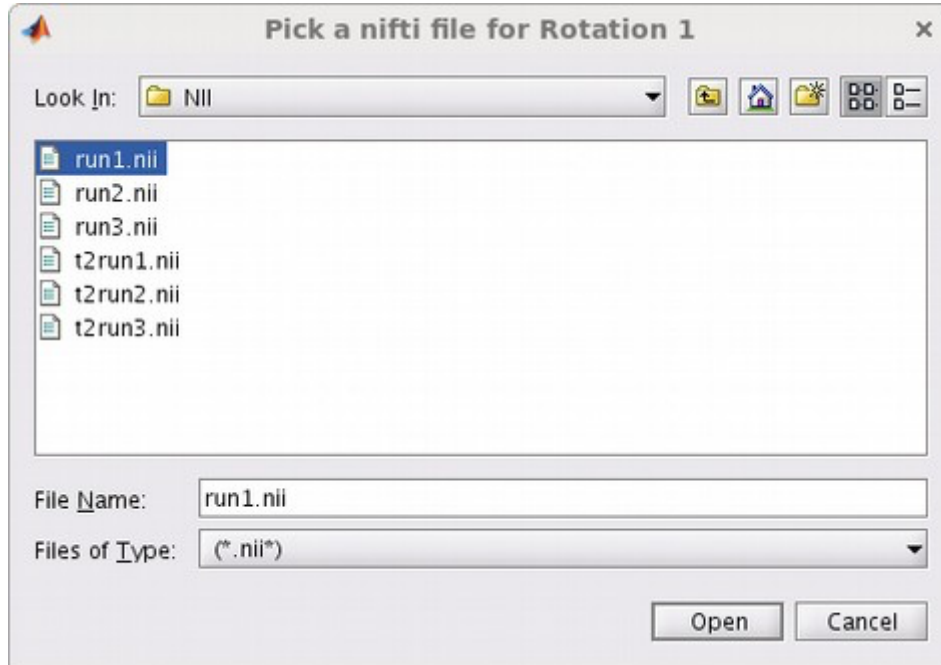 Pick a nifti file for Rotation 1
Look In: NII
run1.nii
run2.nii
run3.nii
t2run1.nii
t2run2.nii
t2run3.nii
File Name: run1.nii
Files of Type: (*.nii*)
Open Cancel